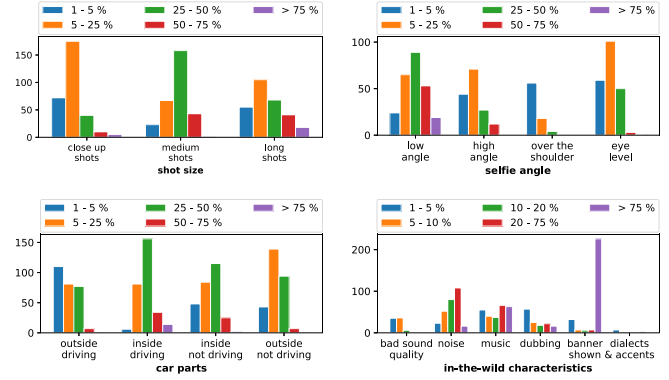 1 - 5 % 25 - 50 % > 75 %
5 - 25 % 50 - 75 %
150
100
50
0
close up shots
medium shots
long shots
shot size
1 - 5 % 25 - 50 % > 75 %
5 - 25 % 50 - 75 %
100
50
0
low angle
high angle
over the shoulder
eye level
selfie angle
1 - 5 % 25 - 50 % > 75 %
5 - 25 % 50 - 75 %
150
100
50
0
outside driving
inside driving
inside not driving
outside not driving
car parts
1 - 5 % 10 - 20 % > 75 %
5 - 10 % 20 - 75 %
200
100
0
bad sound quality
noise
music
dubbing
banner shown
dialects & accents
in-the-wild characteristics